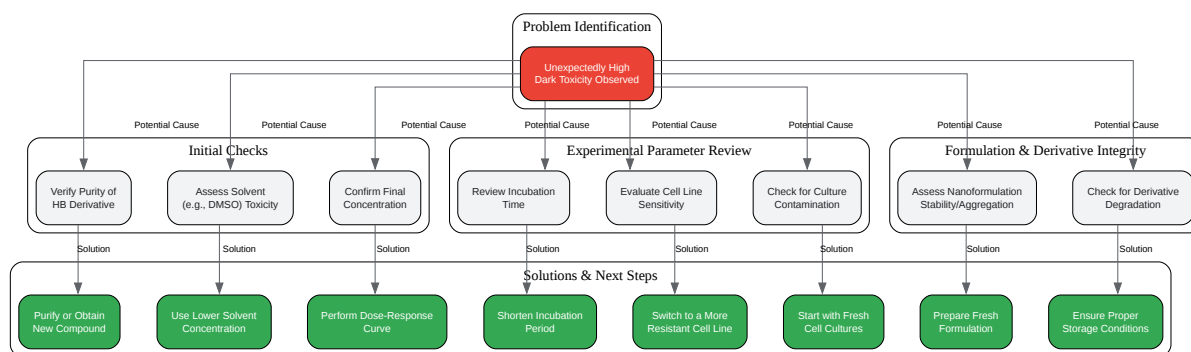 Problem Identification
Unexpectedly High
Dark Toxicity Observed
Potential Cause
Potential Cause
Potential Cause
Potential Cause
Potential Cause
Potential Cause
Potential Cause
Potential Cause
Initial Checks
Experimental Parameter Review
Formulation & Derivative Integrity
Verify Purity of
HB Derivative
Assess Solvent
(e.g., DMSO) Toxicity
Confirm Final
Concentration
Review Incubation
Time
Evaluate Cell Line
Sensitivity
Check for Culture
Contamination
Assess Nanoformulation
Stability/Aggregation
Check for Derivative
Degradation
Solution
Solution
Solution
Solution
Solution
Solution
Solution
Solution
Solutions & Next Steps
Purify or Obtain
New Compound
Use Lower Solvent
Concentration
Perform Dose-Response
Curve
Shorten Incubation
Period
Switch to a More
Resistant Cell Line
Start with Fresh
Cell Cultures
Prepare Fresh
Formulation
Ensure Proper
Storage Conditions